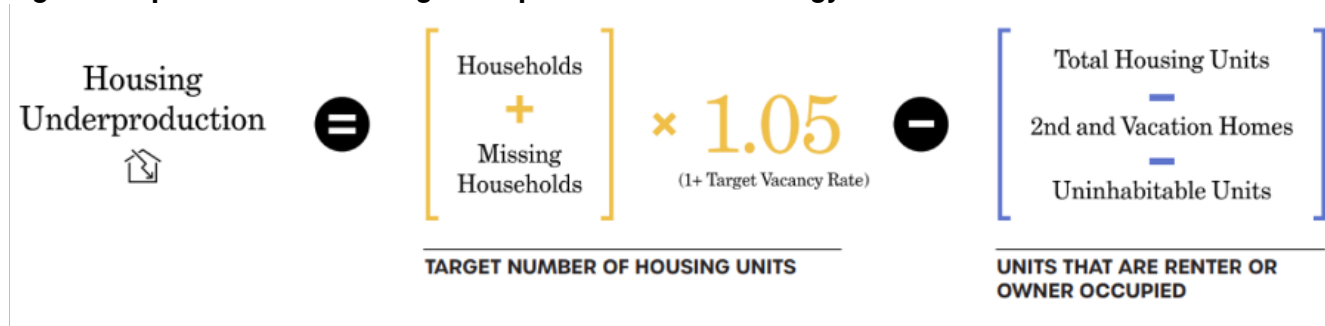 Housing
Underproduction
=
Households
+
Missing
Households
× 1.05
(1+ Target Vacancy Rate)
−
Total Housing Units
−
2nd and Vacation Homes
−
Uninhabitable Units
TARGET NUMBER OF HOUSING UNITS
UNITS THAT ARE RENTER OR
OWNER OCCUPIED